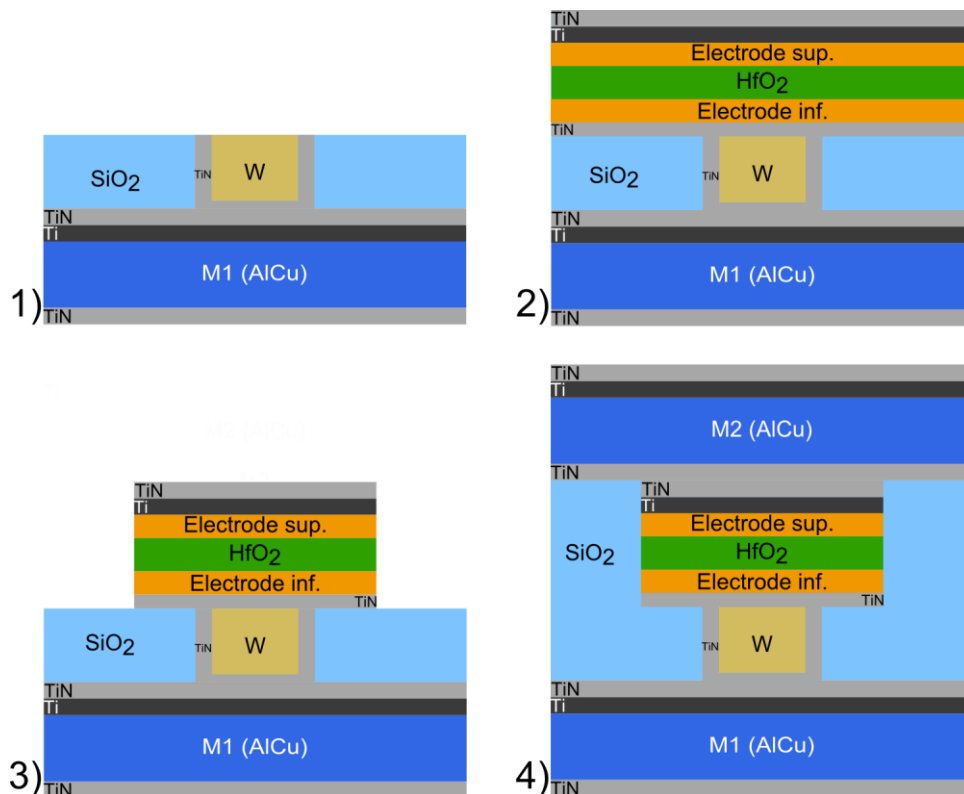 TiN
W
SiO2
TiN
TiN
Ti
M1 (AlCu)
1)
TiN
TiN
Ti
Electrode sup.
HfO2
Electrode inf.
TiN
SiO2
TiN
W
TiN
Ti
M1 (AlCu)
2)
TiN
TiN
Ti
Electrode sup.
HfO2
Electrode inf.
TiN
SiO2
TiN
W
TiN
Ti
M1 (AlCu)
3)
TiN
TiN
Ti
M2 (AlCu)
TiN
TiN
Ti
Electrode sup.
SiO2
HfO2
Electrode inf.
TiN
TiN
W
TiN
Ti
M1 (AlCu)
4)
TiN